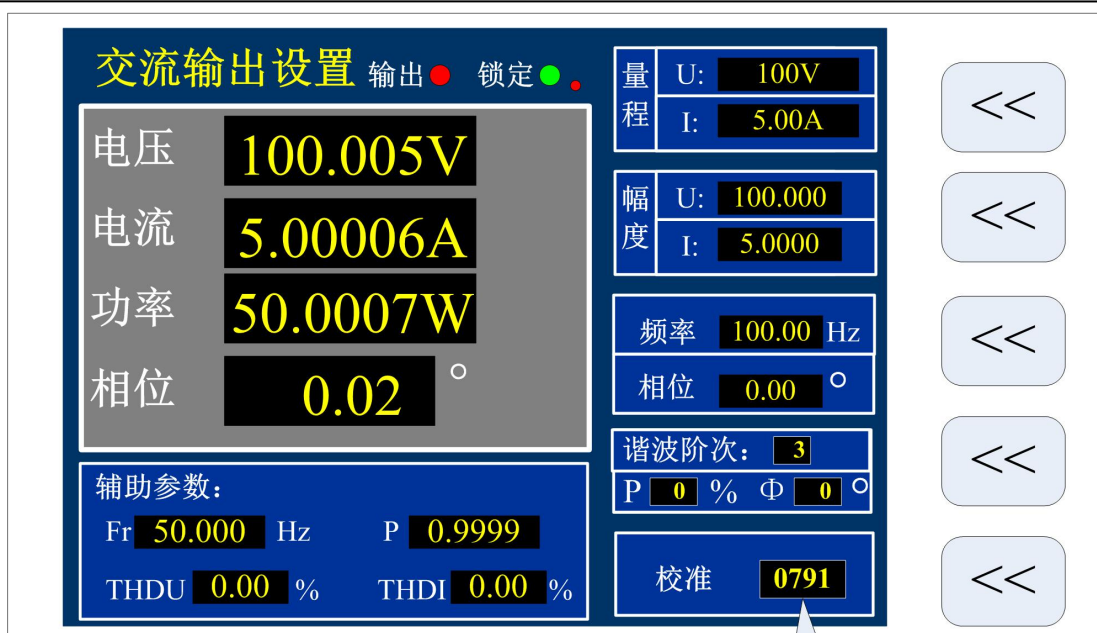 交流输出设置 输出 锁定
电压 100.005V
电流 5.00006A
功率 50.0007W
相位 0.02 °
辅助参数：
Fr 50.000 Hz P 0.9999
THDU 0.00 % THDI 0.00 %
量程 U: 100V
I: 5.00A
幅度 U: 100.000
I: 5.0000
频率 100.00 Hz
相位 0.00 °
谐波阶次： 3
P 0 % Φ 0 °
校准 0791
<<
<<
<<
<<
<<